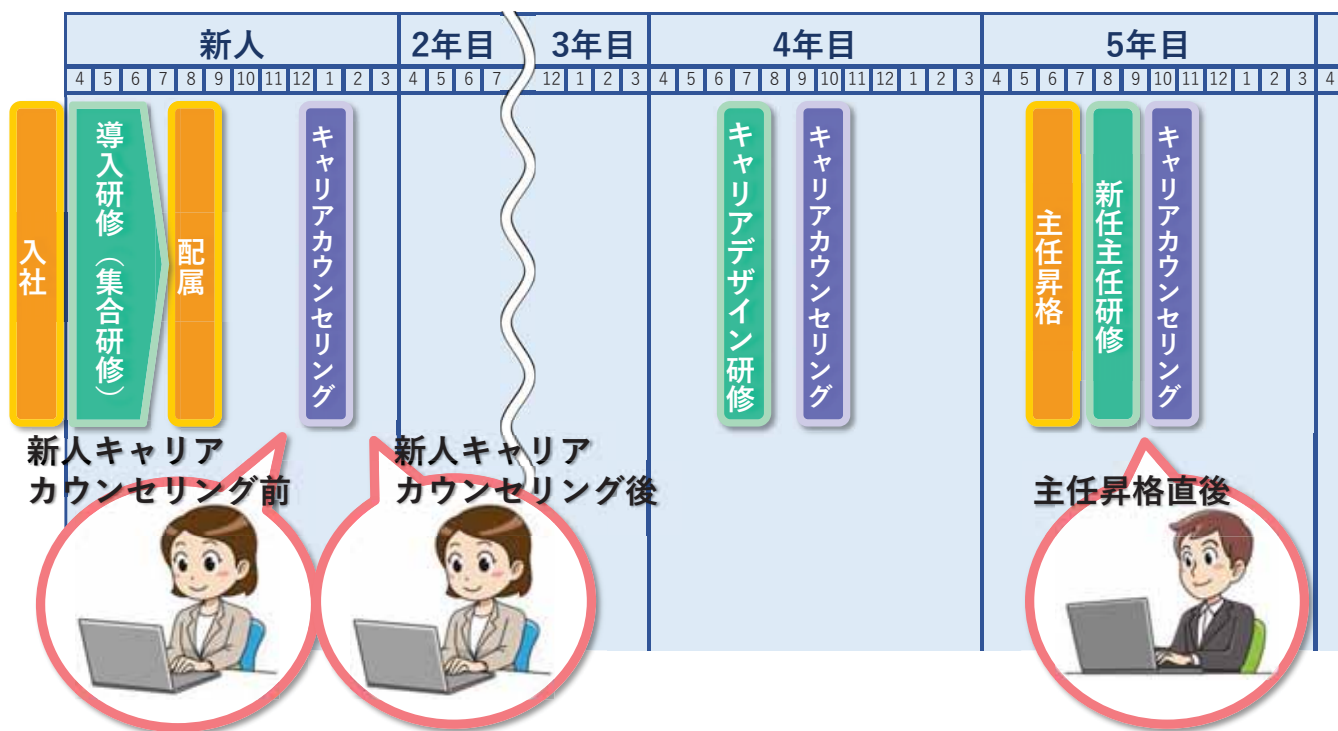 新人
2年目
3年目
4年目
5年目
4 5 6 7 8 9 10 11 12 1 2 3 4 5 6 7 12 1 2 3 4 5 6 7 8 9 10 11 12 1 2 3 4 5 6 7 8 9 10 11 12 1 2 3 4
入社
導入研修（集合研修）
配属
キャリアカウンセリング
キャリアデザイン研修
キャリアカウンセリング
主任昇格
新任主任研修
キャリアカウンセリング
新人キャリア
カウンセリング前
新人キャリア
カウンセリング後
主任昇格直後